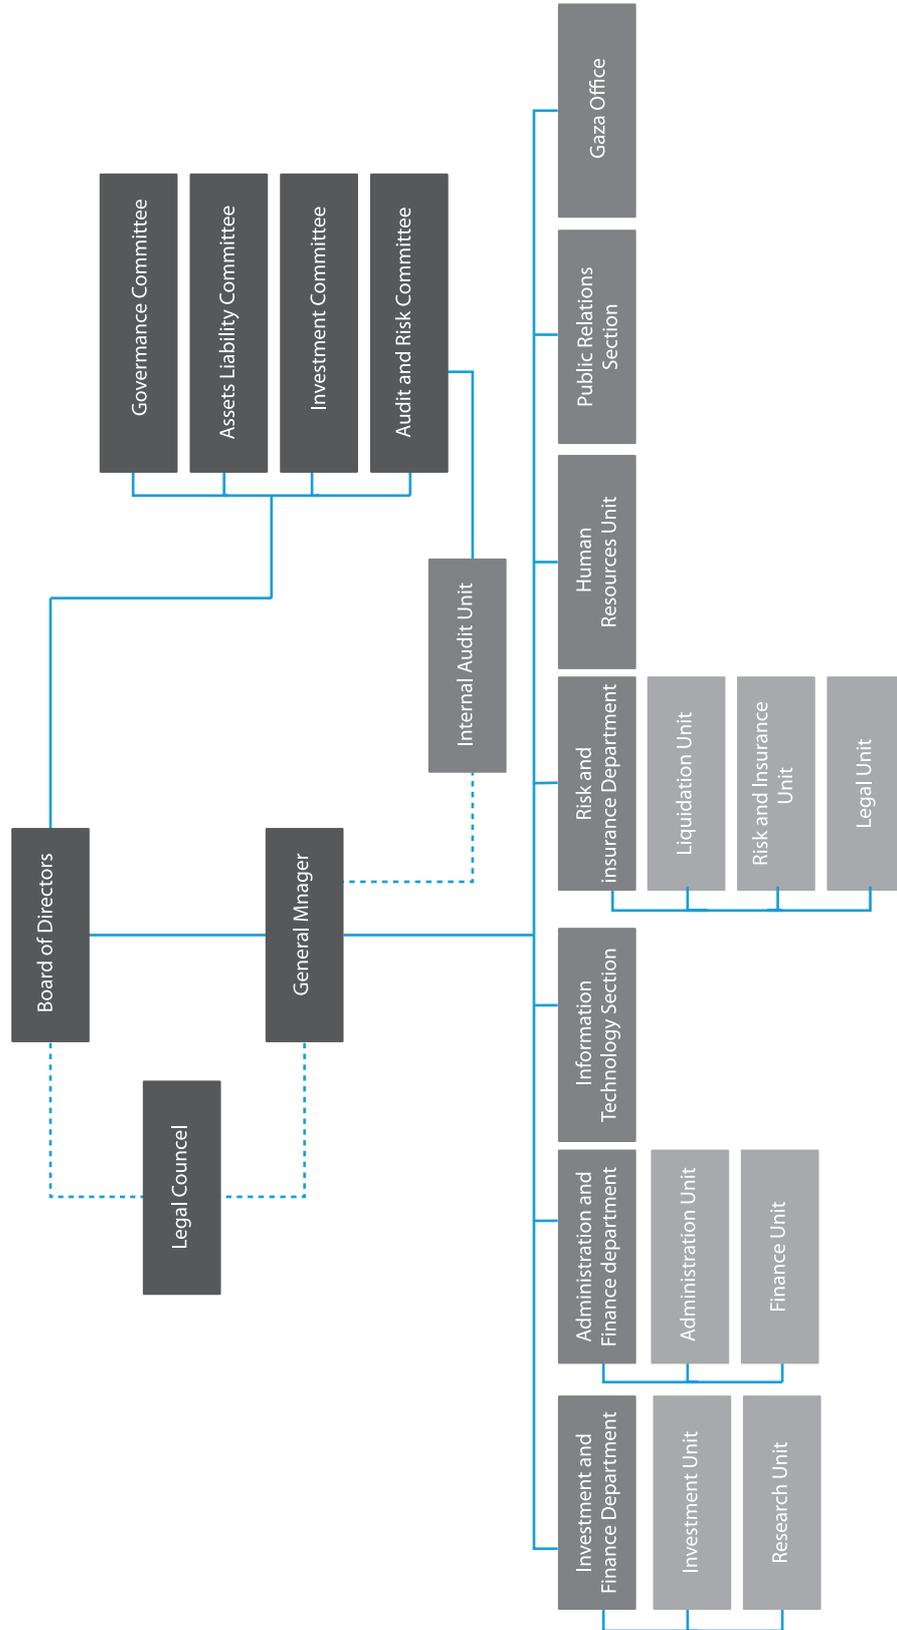 Board of Directors
Legal Councel
General Mnager
Govermance Committee
Assets Liability Committee
Investment Committee
Audit and Risk Committee
Internal Audit Unit
Investment and
Finance Department
Investment Unit
Research Unit
Administration and
Finance department
Administration Unit
Finance Unit
Information
Technology Section
Risk and
insurance Department
Liquidation Unit
Risk and Insurance
Unit
Legal Unit
Human
Resources Unit
Public Relations
Section
Gaza Office